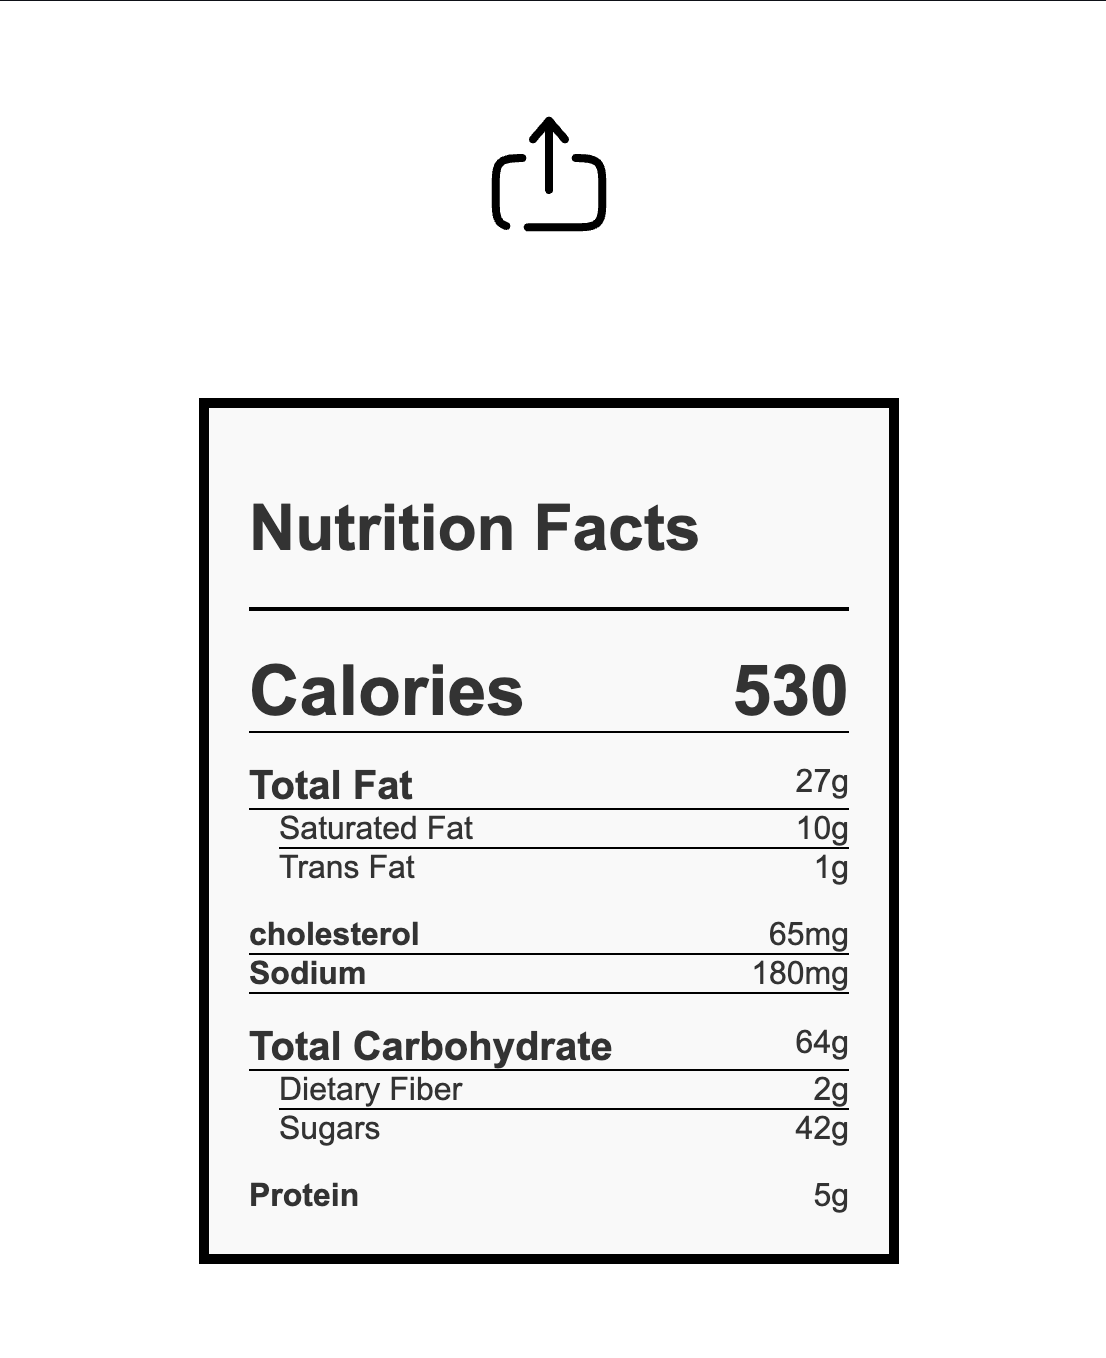 Nutrition Facts
Calories 530
Total Fat 27g
Saturated Fat 10g
Trans Fat 1g
cholesterol 65mg
Sodium 180mg
Total Carbohydrate 64g
Dietary Fiber 2g
Sugars 42g
Protein 5g